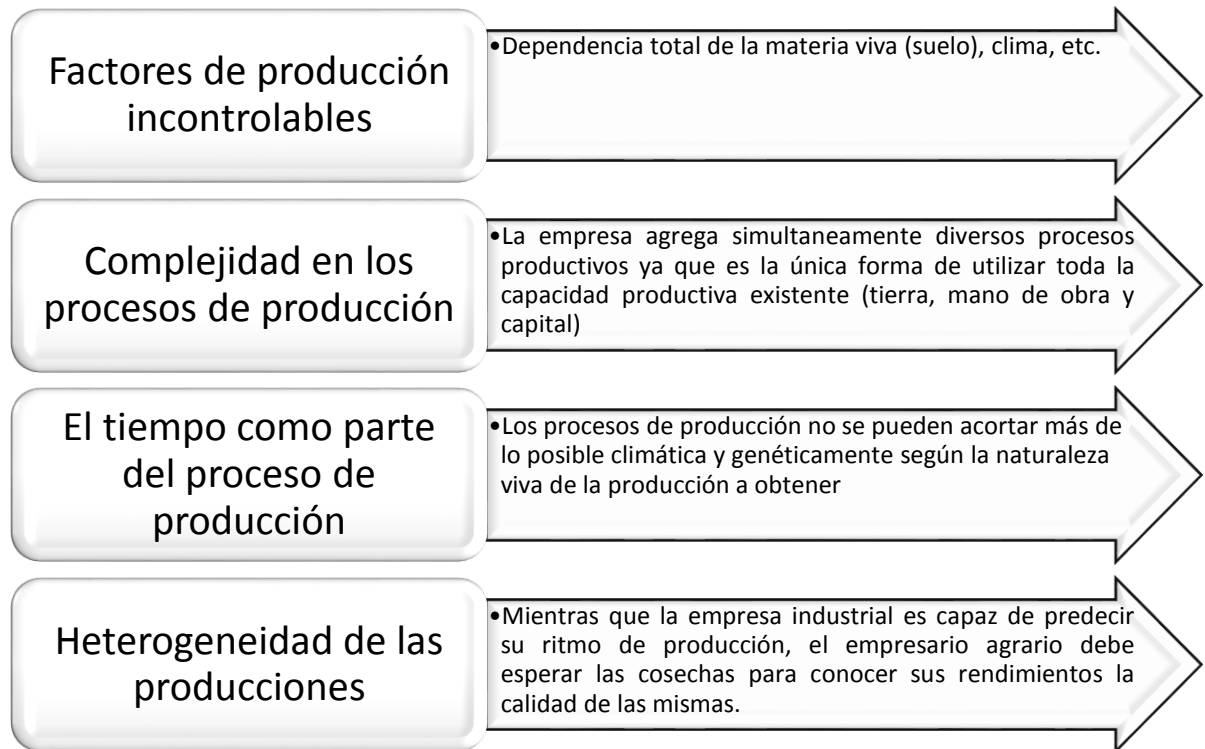 Factores de producción
incontrolables
•Dependencia total de la materia viva (suelo), clima, etc.
Complejidad en los
procesos de producción
•La empresa agrega simultaneamente diversos procesos
productivos ya que es la única forma de utilizar toda la
capacidad productiva existente (tierra, mano de obra y
capital)
El tiempo como parte
del proceso de
producción
•Los procesos de producción no se pueden acortar más de
lo posible climática y genéticamente según la naturaleza
viva de la producción a obtener
Heterogeneidad de las
producciones
•Mientras que la empresa industrial es capaz de predecir
su ritmo de producción, el empresario agrario debe
esperar las cosechas para conocer sus rendimientos la
calidad de las mismas.